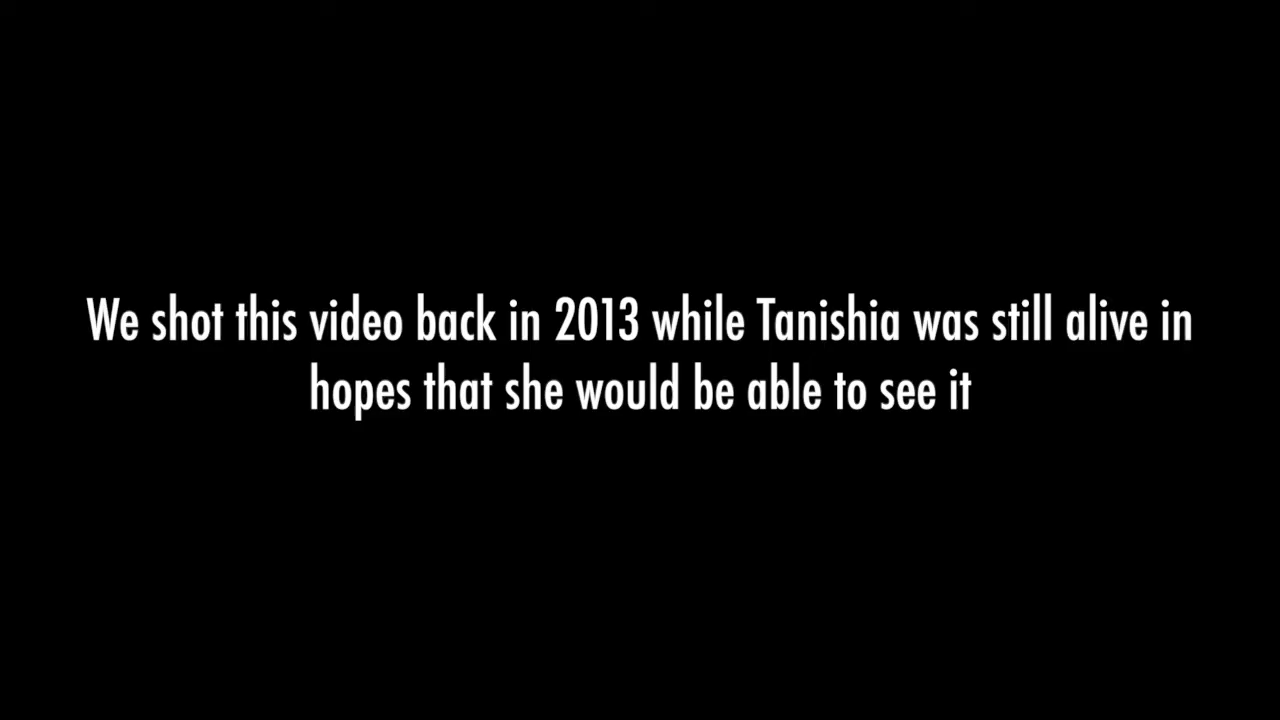 We shot this video back in 2013 while Tanishia was still alive in
hopes that she would be able to see it